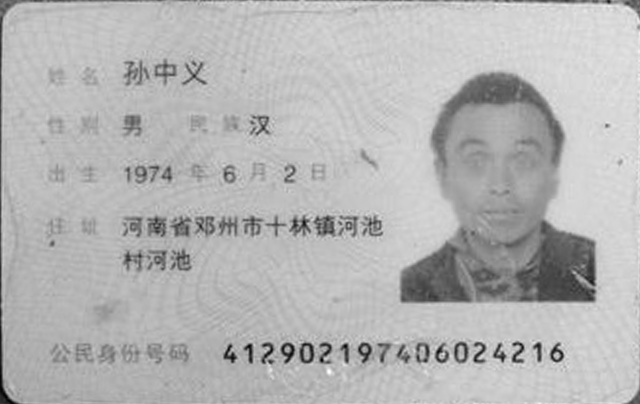 姓名 孙中义
性别 男 民族 汉
出生 1974 年 6 月 2 日
住址 河南省邓州市十林镇河池
村河池
公民身份号码 412902197406024216